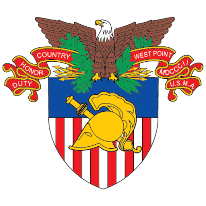 DUTY
HONOR
COUNTRY
WEST POINT
MDCCCII
U.S.M.A.